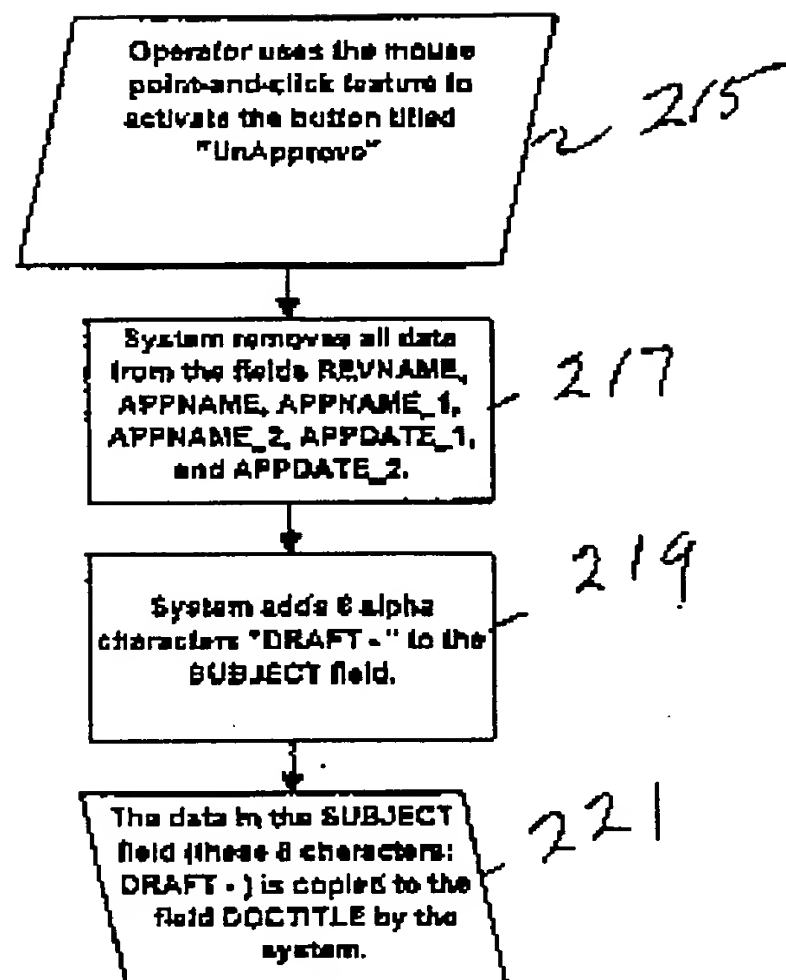 Operator uses the mouse
point-and-click feature to
activate the button titled
"UnApprove"
215
System removes all data
from the fields REVNAME,
APPNAME, APPNAME_1,
APPNAME_2, APPDATE_1,
and APPDATE_2.
217
System adds 8 alpha
characters "DRAFT - " to the
SUBJECT field.
219
The data in the SUBJECT
field (these 8 characters:
DRAFT - ) is copied to the
field DOCTITLE by the
system.
221